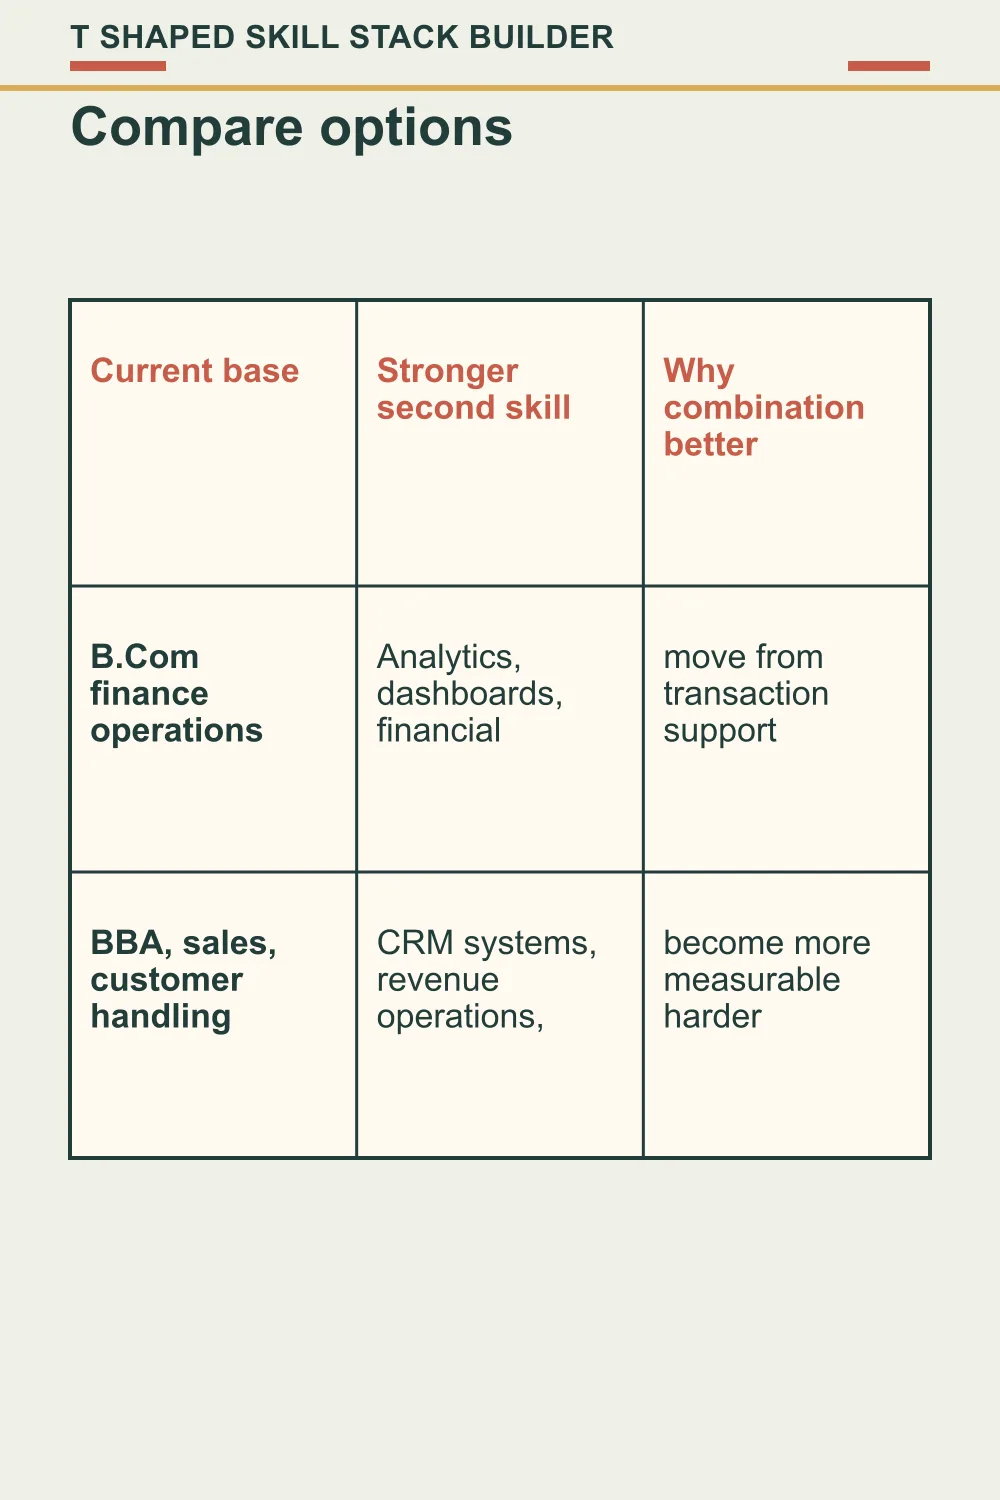 T SHAPED SKILL STACK BUILDER
Compare options
Current base
Stronger
second skill
Why
combination
better
B.Com
finance
operations
Analytics,
dashboards,
financial
move from
transaction
support
BBA, sales,
customer
handling
CRM systems,
revenue
operations,
become more
measurable
harder